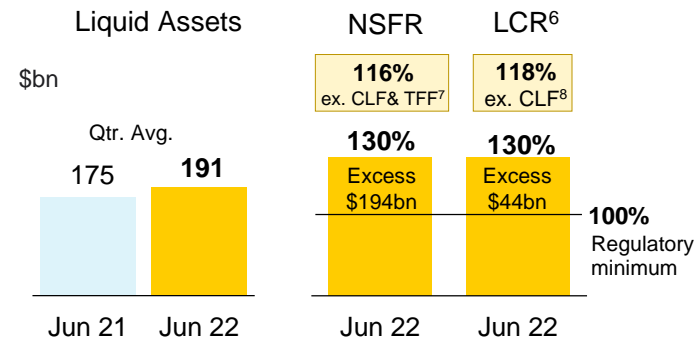 Liquid Assets
NSFR
LCR⁶
$bn
116%
ex. CLF& TFF⁷
118%
ex. CLF⁸
Qtr. Avg.
175
191
130%
130%
Excess
$194bn
Excess
$44bn
100%
Regulatory
minimum
Jun 21
Jun 22
Jun 22
Jun 22